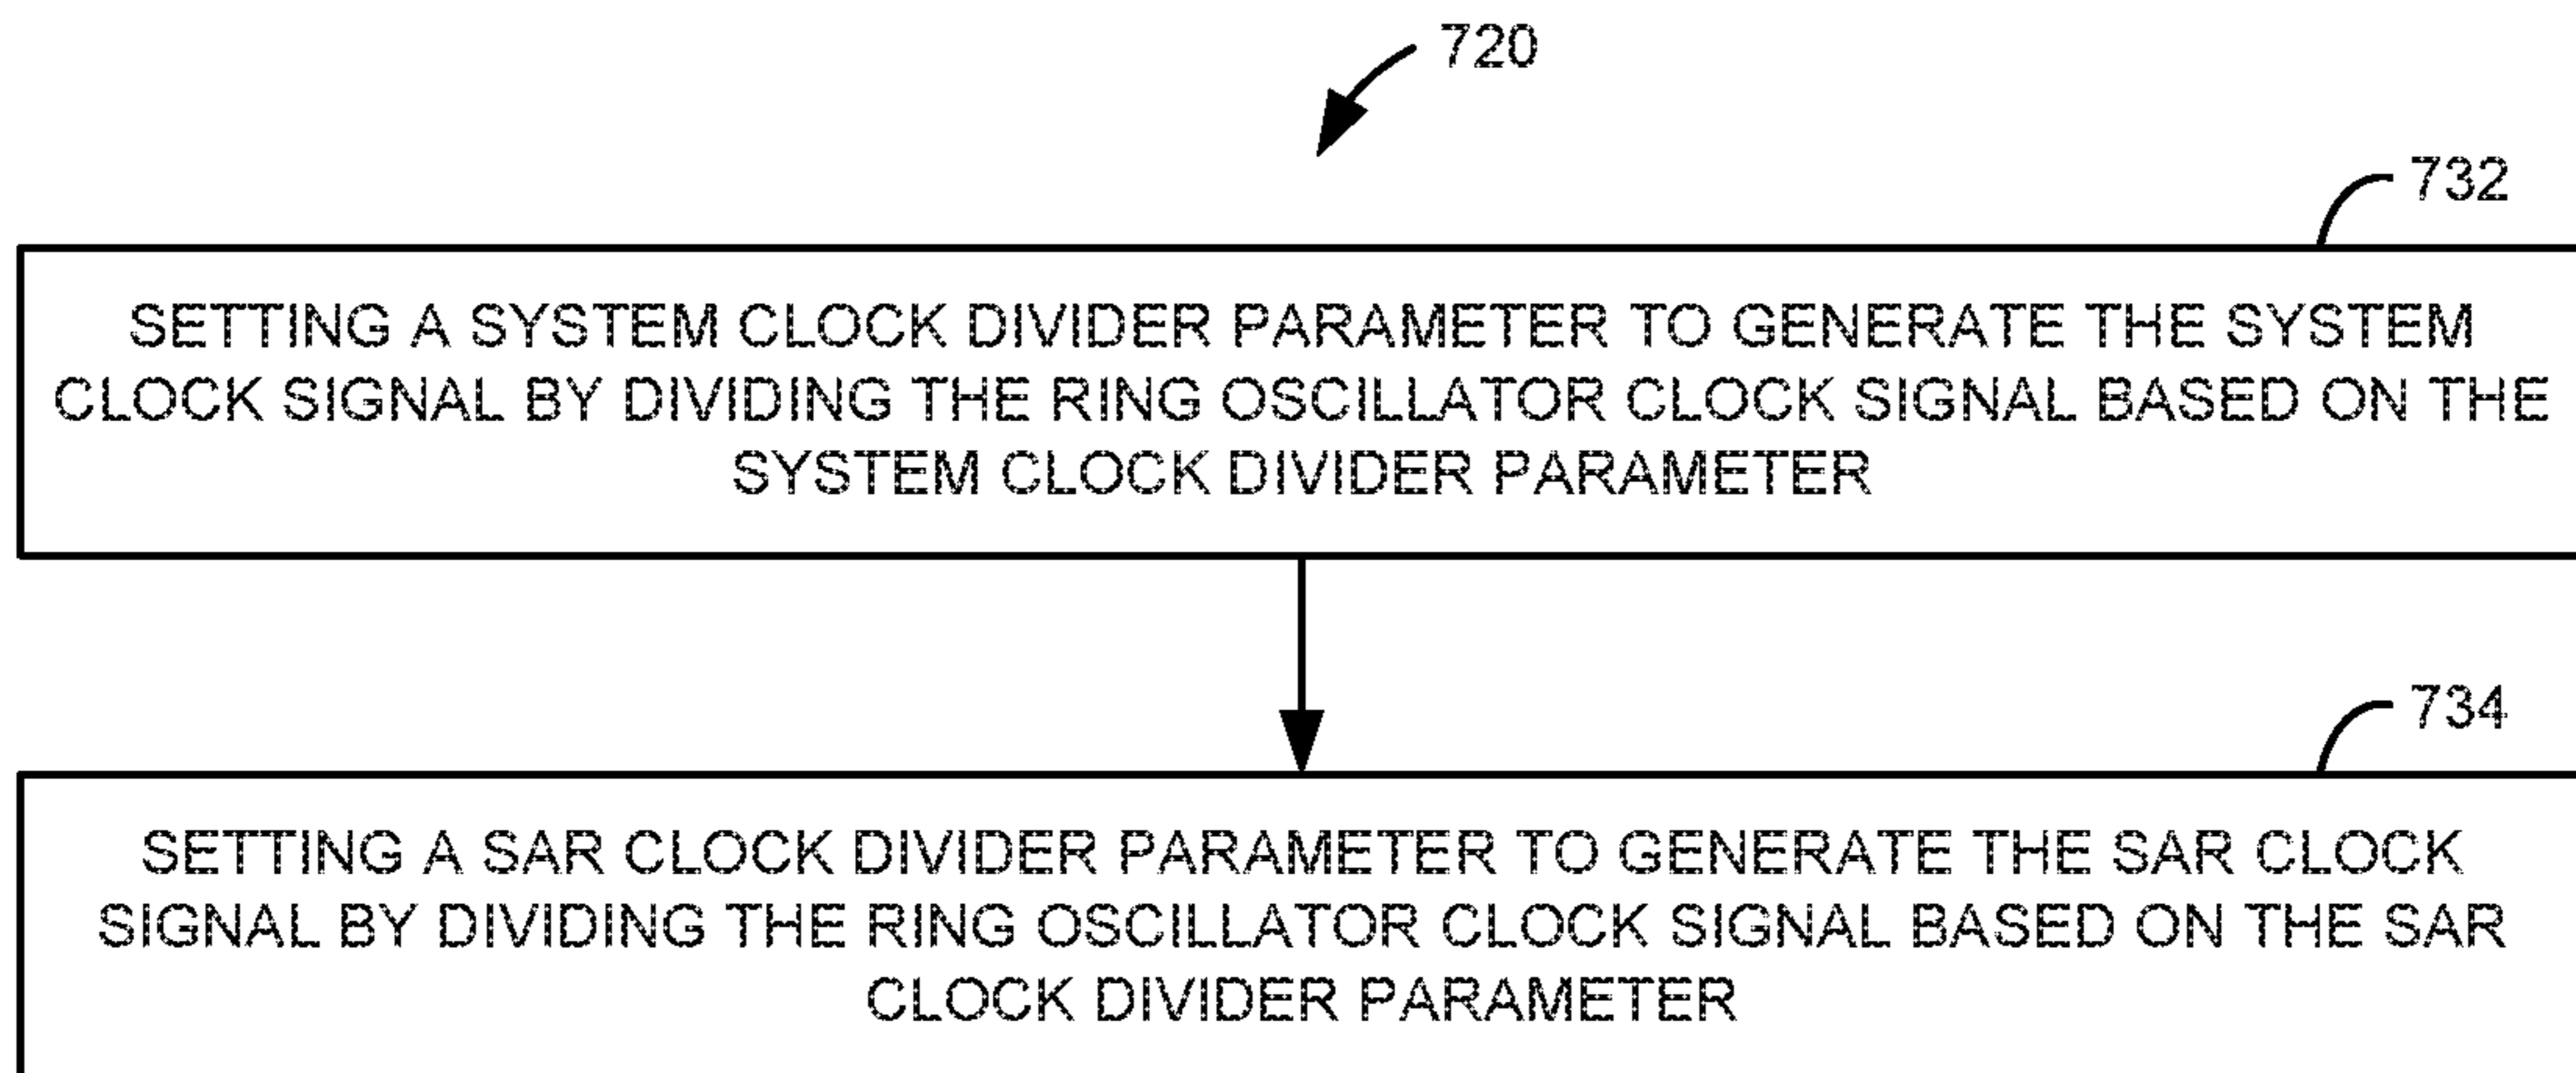 720
732
SETTING A SYSTEM CLOCK DIVIDER PARAMETER TO GENERATE THE SYSTEM
CLOCK SIGNAL BY DIVIDING THE RING OSCILLATOR CLOCK SIGNAL BASED ON THE
SYSTEM CLOCK DIVIDER PARAMETER
734
SETTING A SAR CLOCK DIVIDER PARAMETER TO GENERATE THE SAR CLOCK
SIGNAL BY DIVIDING THE RING OSCILLATOR CLOCK SIGNAL BASED ON THE SAR
CLOCK DIVIDER PARAMETER